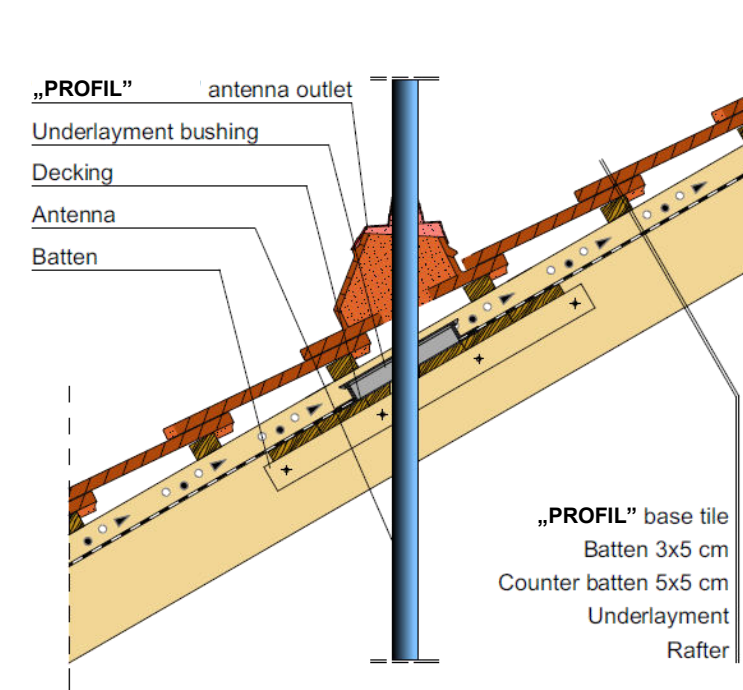 „PROFIL” antenna outlet
Underlayment bushing
Decking
Antenna
Batten
„PROFIL” base tile
Batten 3x5 cm
Counter batten 5x5 cm
Underlayment
Rafter